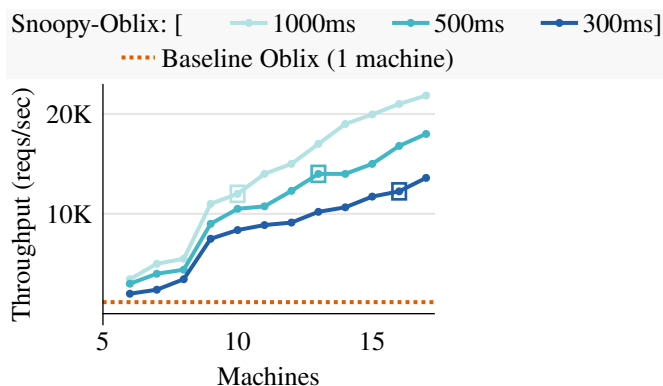 Snoopy-Oblix: [ 1000ms 500ms 300ms]
Baseline Oblix (1 machine)
Throughput (reqs/sec)
20K
10K
5 10 15
Machines